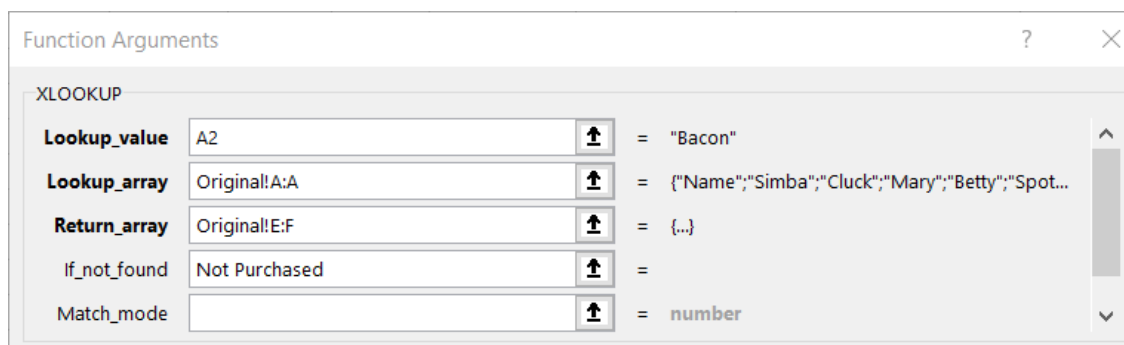 Function Arguments ? ×
XLOOKUP
Lookup_value A2 = "Bacon"
Lookup_array Original!A:A = {"Name";"Simba";"Cluck";"Mary";"Betty";"Spot...
Return_array Original!E:F = {...}
If_not_found Not Purchased =
Match_mode = number